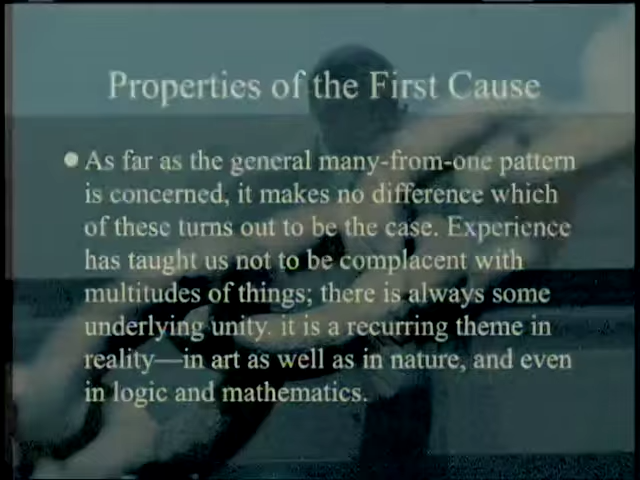 Properties of the First Cause
As far as the general many-from-one pattern
is concerned, it makes no difference which
of these turns out to be the case. Experience
has taught us not to be complacent with
multitudes of things; there is always some
underlying unity. it is a recurring theme in
reality—in art as well as in nature, and even
in logic and mathematics.